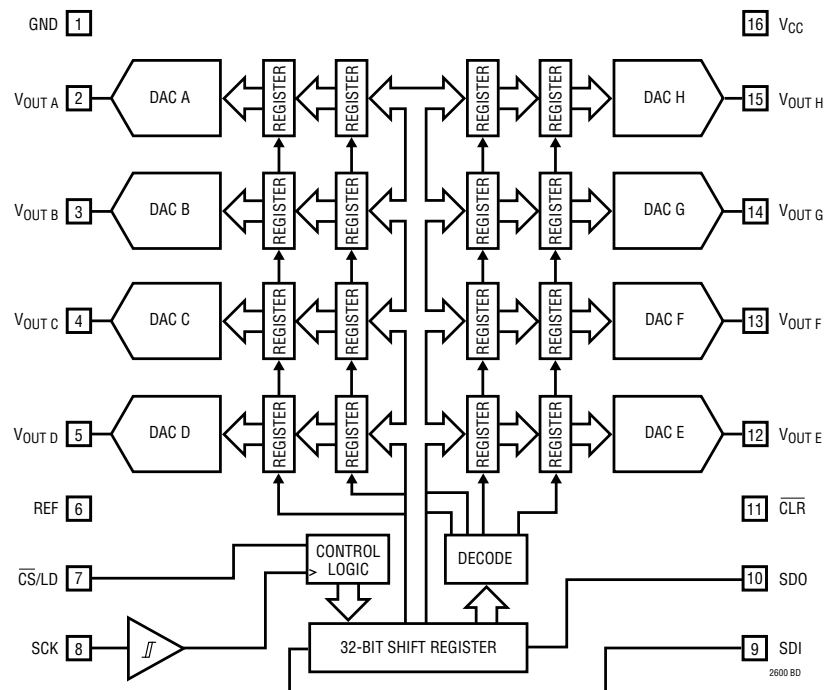 GND 1
16 VCC
VOUT A 2
DAC A
REGISTER
REGISTER
REGISTER
REGISTER
DAC H
15 VOUT H
VOUT B 3
DAC B
REGISTER
REGISTER
REGISTER
REGISTER
DAC G
14 VOUT G
VOUT C 4
DAC C
REGISTER
REGISTER
REGISTER
REGISTER
DAC F
13 VOUT F
VOUT D 5
DAC D
REGISTER
REGISTER
REGISTER
REGISTER
DAC E
12 VOUT E
REF 6
11 C̅L̅R̅
C̅S̅/LD 7
CONTROL
LOGIC
DECODE
10 SDO
SCK 8
32-BIT SHIFT REGISTER
9 SDI
2600 BD